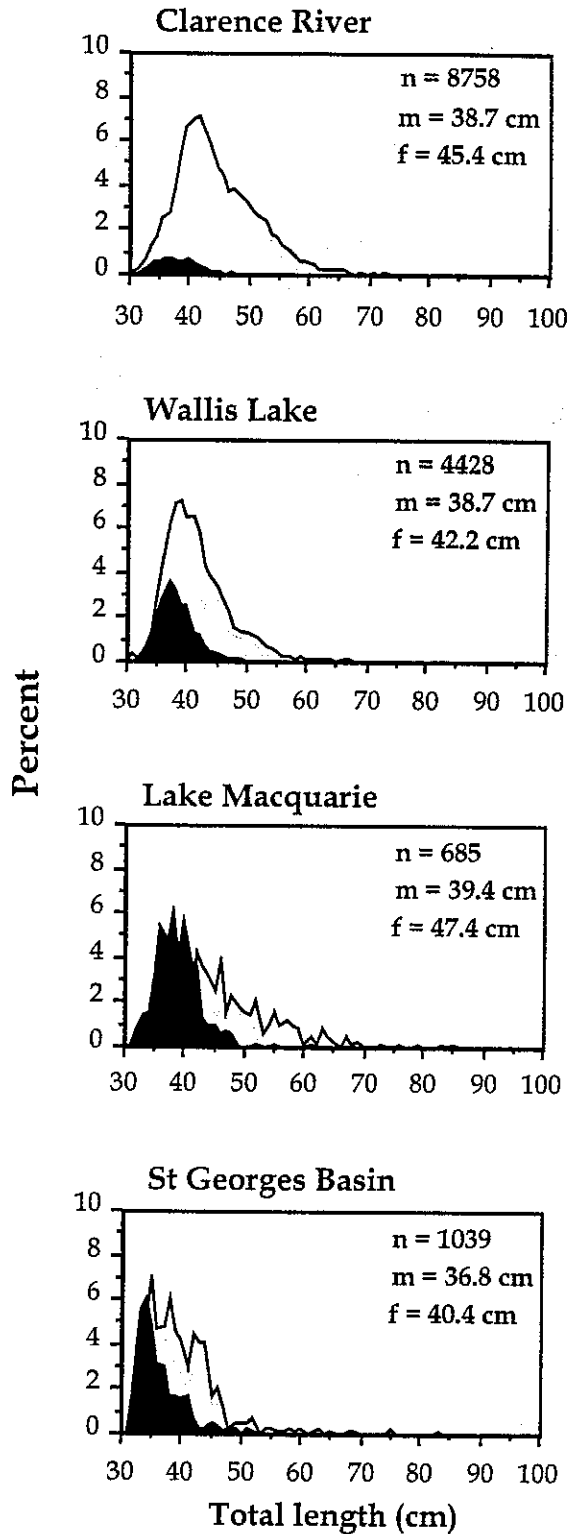 Clarence River
10
8
6
4
2
0
n = 8758
m = 38.7 cm
f = 45.4 cm
30 40 50 60 70 80 90 100
Wallis Lake
10
8
6
4
2
0
n = 4428
m = 38.7 cm
f = 42.2 cm
30 40 50 60 70 80 90 100
Percent
Lake Macquarie
10
8
6
4
2
0
n = 685
m = 39.4 cm
f = 47.4 cm
30 40 50 60 70 80 90 100
St Georges Basin
10
8
6
4
2
0
n = 1039
m = 36.8 cm
f = 40.4 cm
30 40 50 60 70 80 90 100
Total length (cm)